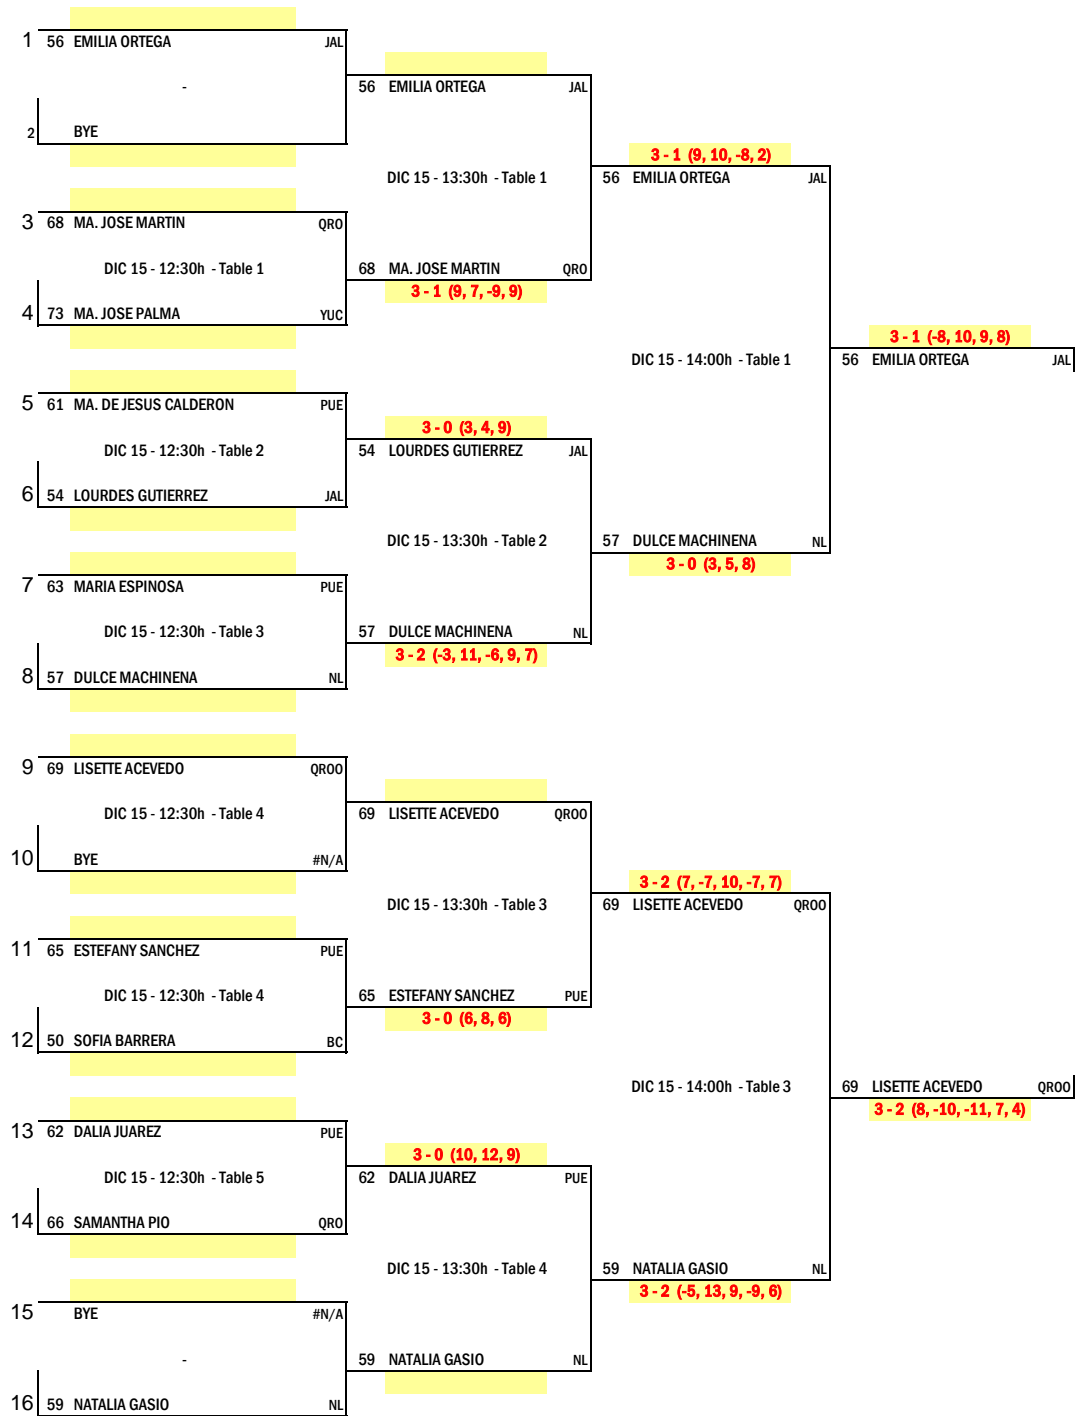 1 56 EMILIA ORTEGA JAL
-
2 BYE
56 EMILIA ORTEGA JAL
DIC 15 - 13:30h - Table 1
3 68 MA. JOSE MARTIN QRO
DIC 15 - 12:30h - Table 1
4 73 MA. JOSE PALMA YUC
68 MA. JOSE MARTIN QRO
3 - 1 (9, 7, -9, 9)
3 - 1 (9, 10, -8, 2)
56 EMILIA ORTEGA JAL
DIC 15 - 14:00h - Table 1
5 61 MA. DE JESUS CALDERON PUE
DIC 15 - 12:30h - Table 2
6 54 LOURDES GUTIERREZ JAL
3 - 0 (3, 4, 9)
54 LOURDES GUTIERREZ JAL
DIC 15 - 13:30h - Table 2
7 63 MARIA ESPINOSA PUE
DIC 15 - 12:30h - Table 3
8 57 DULCE MACHINENA NL
57 DULCE MACHINENA NL
3 - 2 (-3, 11, -6, 9, 7)
57 DULCE MACHINENA NL
3 - 0 (3, 5, 8)
3 - 1 (-8, 10, 9, 8)
56 EMILIA ORTEGA JAL
9 69 LISETTE ACEVEDO QROO
DIC 15 - 12:30h - Table 4
10 BYE #N/A
69 LISETTE ACEVEDO QROO
DIC 15 - 13:30h - Table 3
11 65 ESTEFANY SANCHEZ PUE
DIC 15 - 12:30h - Table 4
12 50 SOFIA BARRERA BC
65 ESTEFANY SANCHEZ PUE
3 - 0 (6, 8, 6)
3 - 2 (7, -7, 10, -7, 7)
69 LISETTE ACEVEDO QROO
DIC 15 - 14:00h - Table 3
13 62 DALIA JUAREZ PUE
DIC 15 - 12:30h - Table 5
14 66 SAMANTHA PIO QRO
3 - 0 (10, 12, 9)
62 DALIA JUAREZ PUE
DIC 15 - 13:30h - Table 4
15 BYE #N/A
-
16 59 NATALIA GASIO NL
59 NATALIA GASIO NL
59 NATALIA GASIO NL
3 - 2 (-5, 13, 9, -9, 6)
69 LISETTE ACEVEDO QROO
3 - 2 (8, -10, -11, 7, 4)